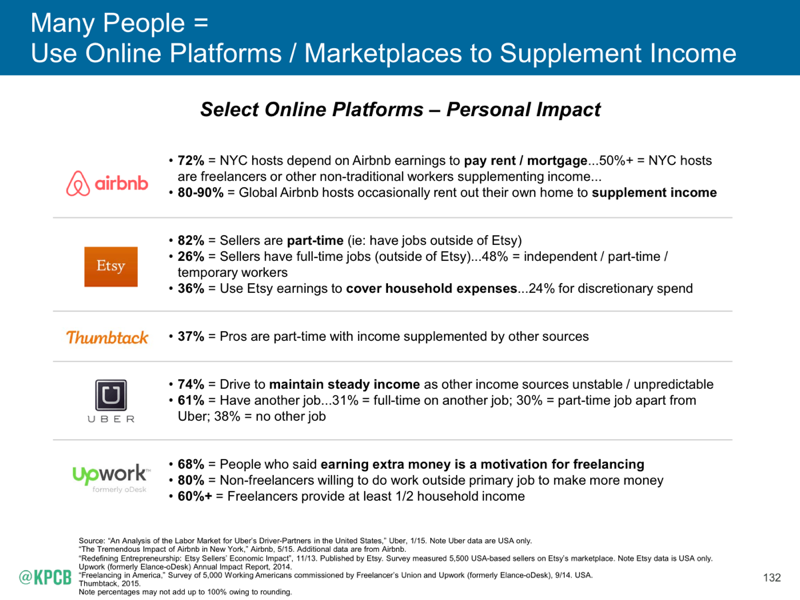 Many People =
Use Online Platforms / Marketplaces to Supplement Income
Select Online Platforms – Personal Impact
airbnb
• 72% = NYC hosts depend on Airbnb earnings to pay rent / mortgage...50%+ = NYC hosts
are freelancers or other non-traditional workers supplementing income...
• 80-90% = Global Airbnb hosts occasionally rent out their own home to supplement income
Etsy
• 82% = Sellers are part-time (ie: have jobs outside of Etsy)
• 26% = Sellers have full-time jobs (outside of Etsy)...48% = independent / part-time /
temporary workers
• 36% = Use Etsy earnings to cover household expenses...24% for discretionary spend
Thumbtack
• 37% = Pros are part-time with income supplemented by other sources
UBER
• 74% = Drive to maintain steady income as other income sources unstable / unpredictable
• 61% = Have another job...31% = full-time on another job; 30% = part-time job apart from
Uber; 38% = no other job
upwork™
formerly oDesk
• 68% = People who said earning extra money is a motivation for freelancing
• 80% = Non-freelancers willing to do work outside primary job to make more money
• 60%+ = Freelancers provide at least 1/2 household income
Source: “An Analysis of the Labor Market for Uber’s Driver-Partners in the United States,” Uber, 1/15. Note Uber data are USA only.
“The Tremendous Impact of Airbnb in New York,” Airbnb, 5/15. Additional data are from Airbnb.
“Redefining Entrepreneurship: Etsy Sellers’ Economic Impact”, 11/13. Published by Etsy. Survey measured 5,500 USA-based sellers on Etsy’s marketplace. Note Etsy data is USA only.
Upwork (formerly Elance-oDesk) Annual Impact Report, 2014.
“Freelancing in America,” Survey of 5,000 Working Americans commissioned by Freelancer’s Union and Upwork (formerly Elance-oDesk), 9/14. USA.
Thumbtack, 2015.
Note percentages may not add up to 100% owing to rounding.
@KPCB
132